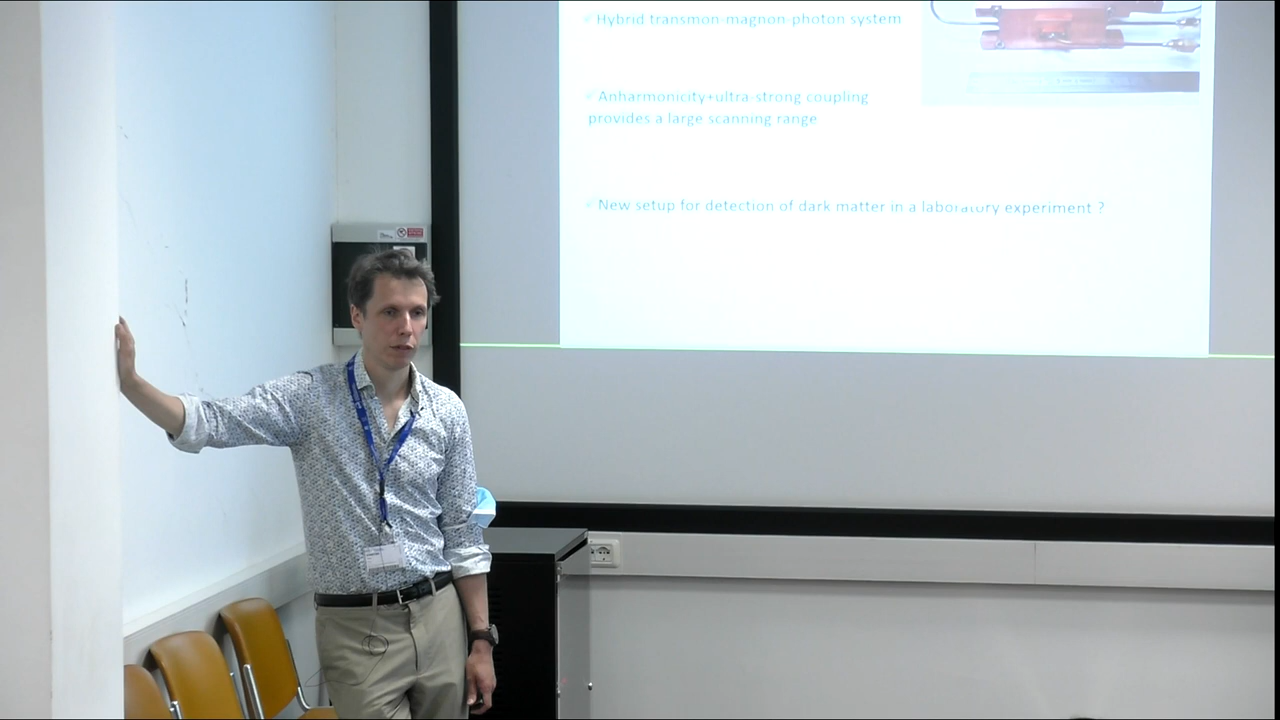 Hybrid transmon-magnon-photon system
Anharmonicity+ultra-strong coupling
provides a large scanning range
New setup for detection of dark matter in a laboratory experiment ?